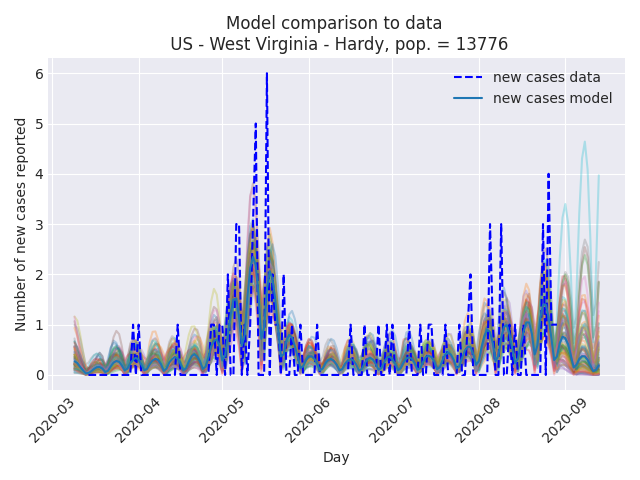 Model comparison to data
US - West Virginia - Hardy, pop. = 13776
new cases data
new cases model
Number of new cases reported
6
5
4
3
2
1
0
2020-03
2020-04
2020-05
2020-06
2020-07
2020-08
2020-09
Day